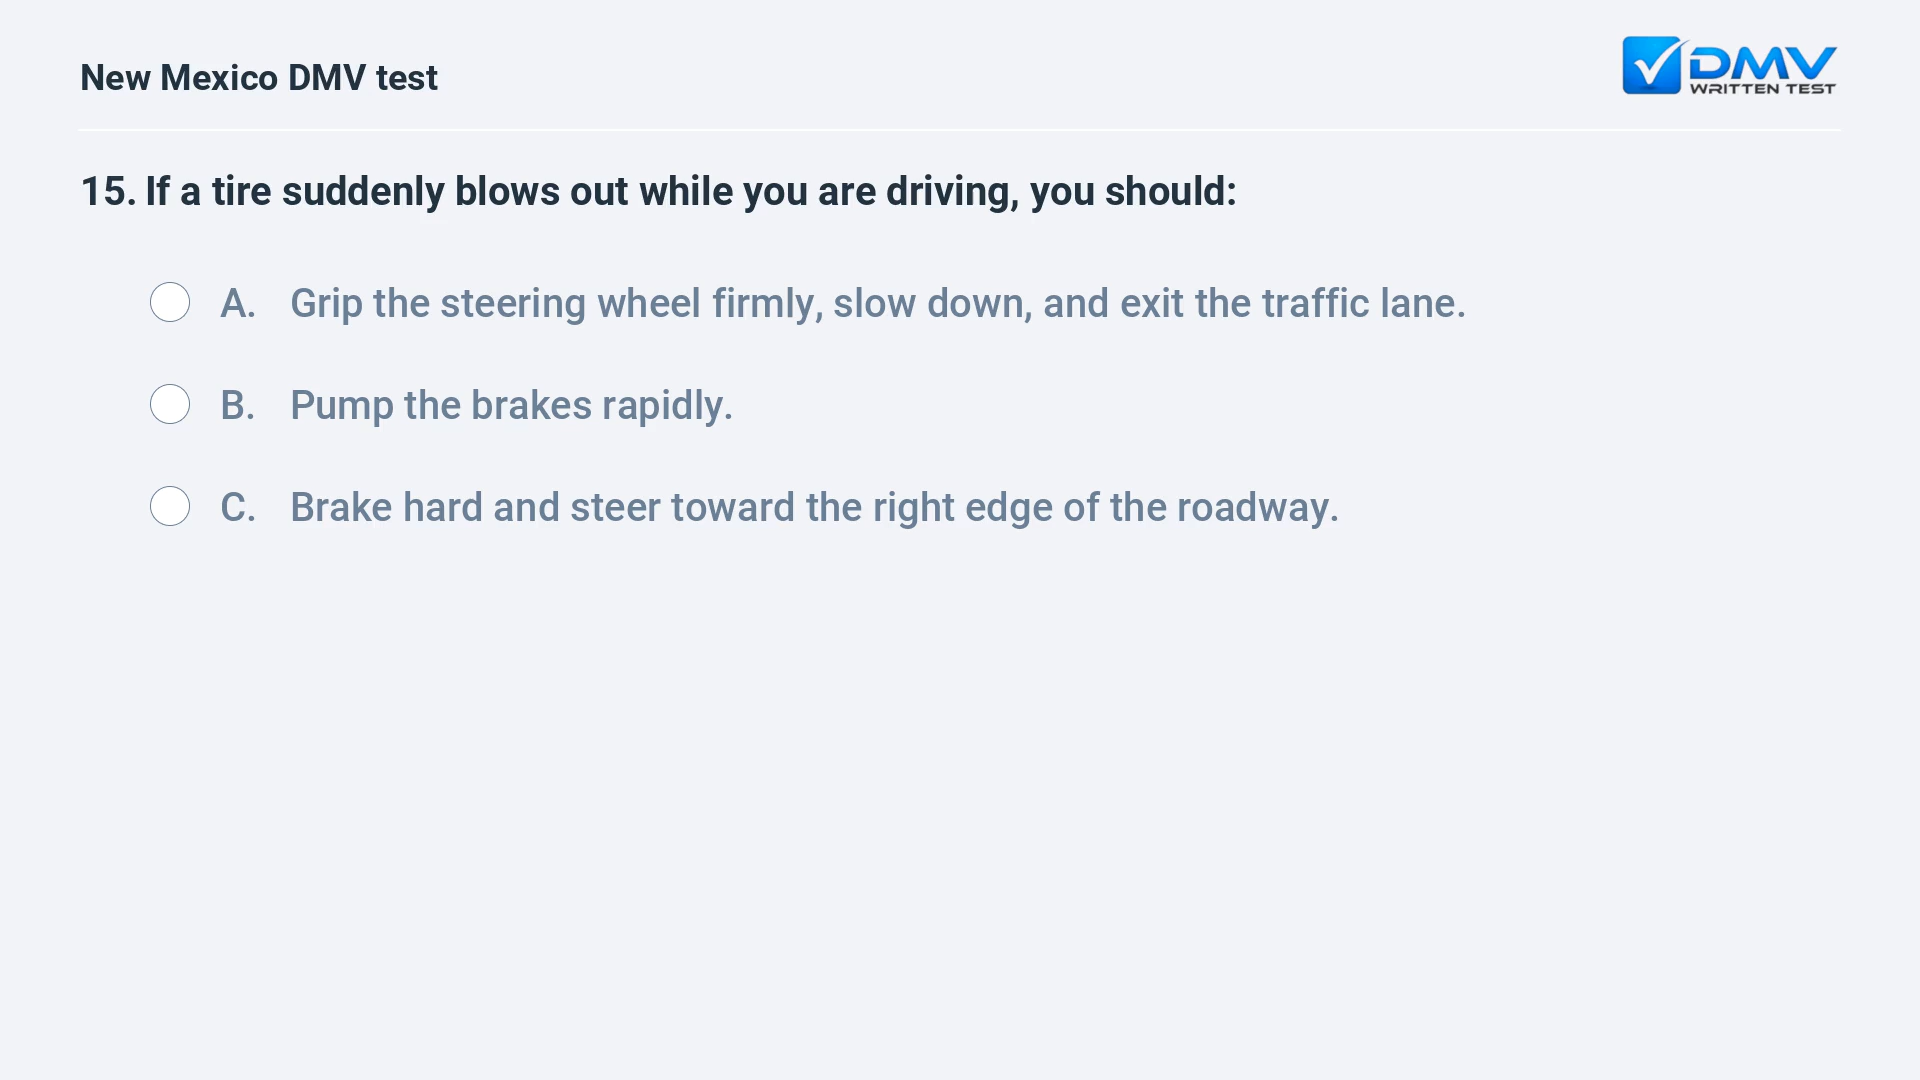 New Mexico DMV test
DMV
WRITTEN TEST
15. If a tire suddenly blows out while you are driving, you should:
A. Grip the steering wheel firmly, slow down, and exit the traffic lane.
B. Pump the brakes rapidly.
C. Brake hard and steer toward the right edge of the roadway.